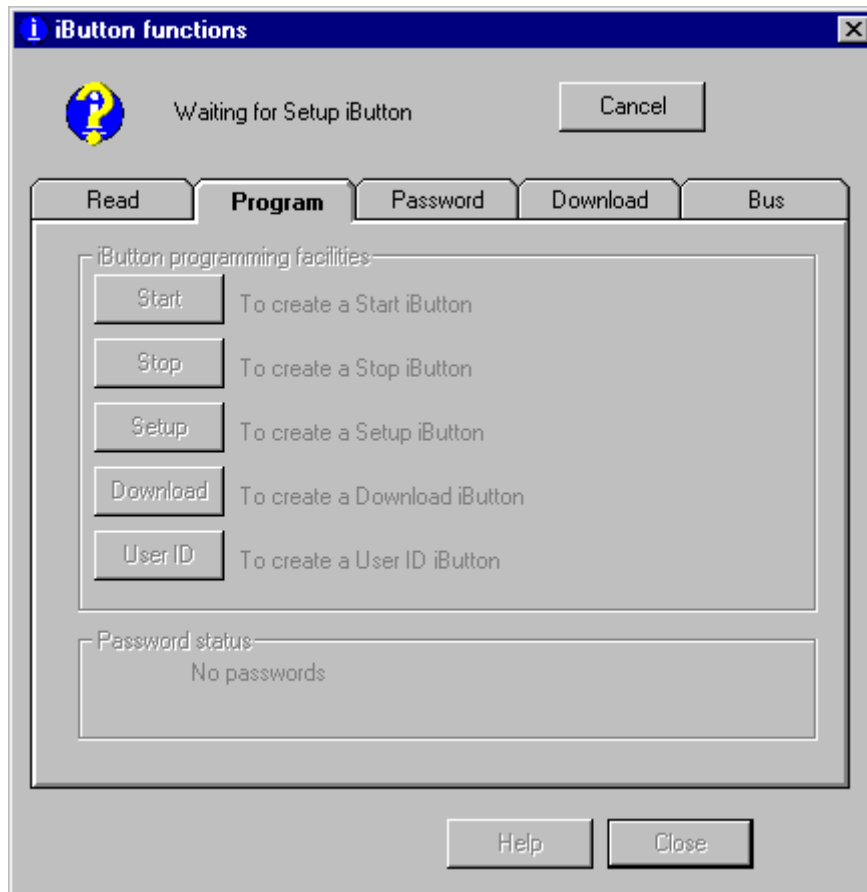 iButton functions
Waiting for Setup iButton
Cancel
Read
Program
Password
Download
Bus
iButton programming facilities
Start
To create a Start iButton
Stop
To create a Stop iButton
Setup
To create a Setup iButton
Download
To create a Download iButton
User ID
To create a User ID iButton
Password status
No passwords
Help
Close